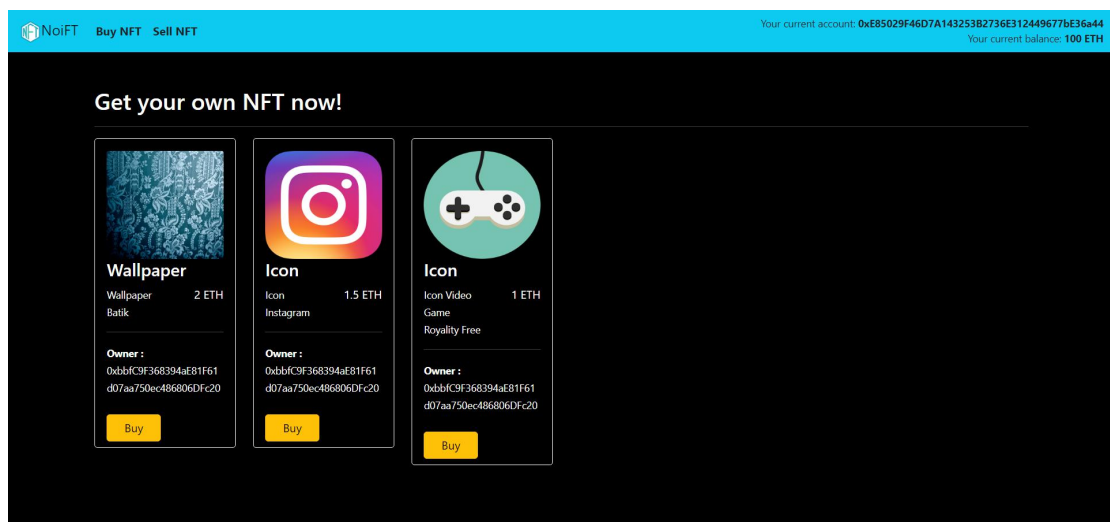 NFT NoiFT Buy NFT Sell NFT
Your current account: 0xE85029F46D7A143253B2736E312449677bE36a44
Your current balance: 100 ETH
Get your own NFT now!
Wallpaper
Wallpaper 2 ETH
Batik
Owner :
0xbbfC9F368394aE81F61
d07aa750ec486806DFc20
Buy
Icon
Icon 1.5 ETH
Instagram
Owner :
0xbbfC9F368394aE81F61
d07aa750ec486806DFc20
Buy
Icon
Icon Video 1 ETH
Game
Royality Free
Owner :
0xbbfC9F368394aE81F61
d07aa750ec486806DFc20
Buy